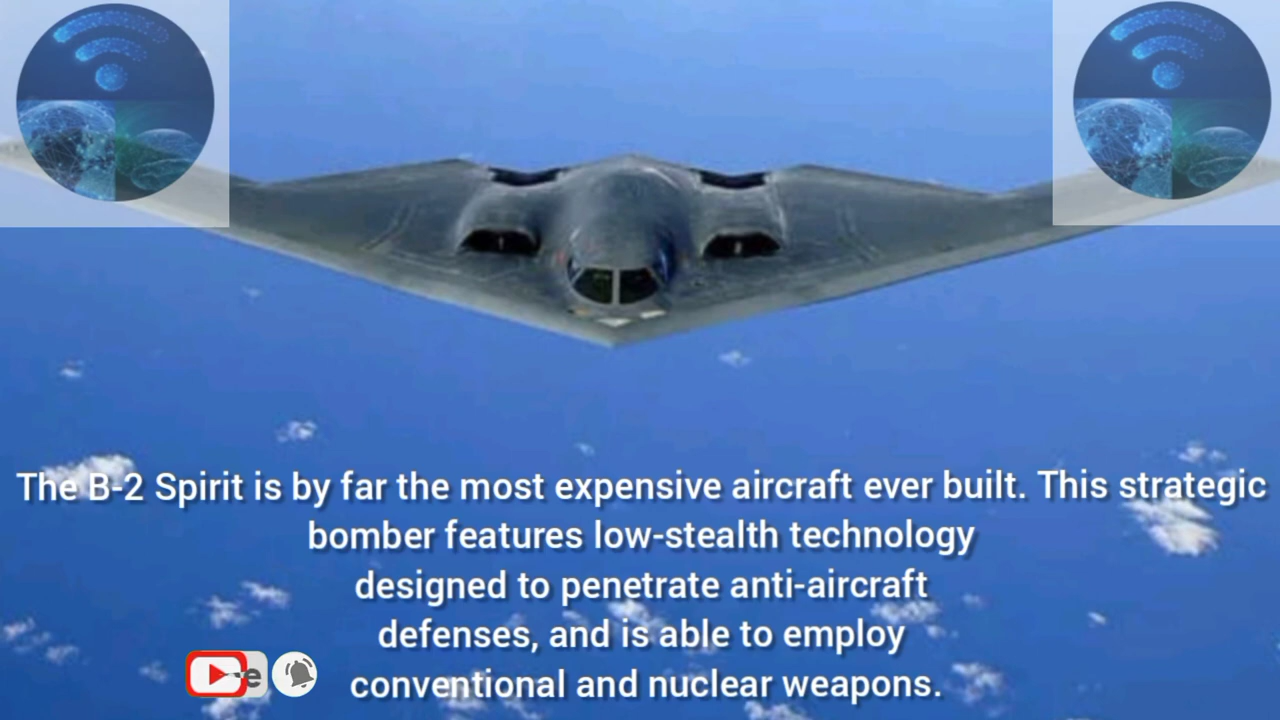 The B-2 Spirit is by far the most expensive aircraft ever built. This strategic
bomber features low-stealth technology
designed to penetrate anti-aircraft
defenses, and is able to employ
conventional and nuclear weapons.